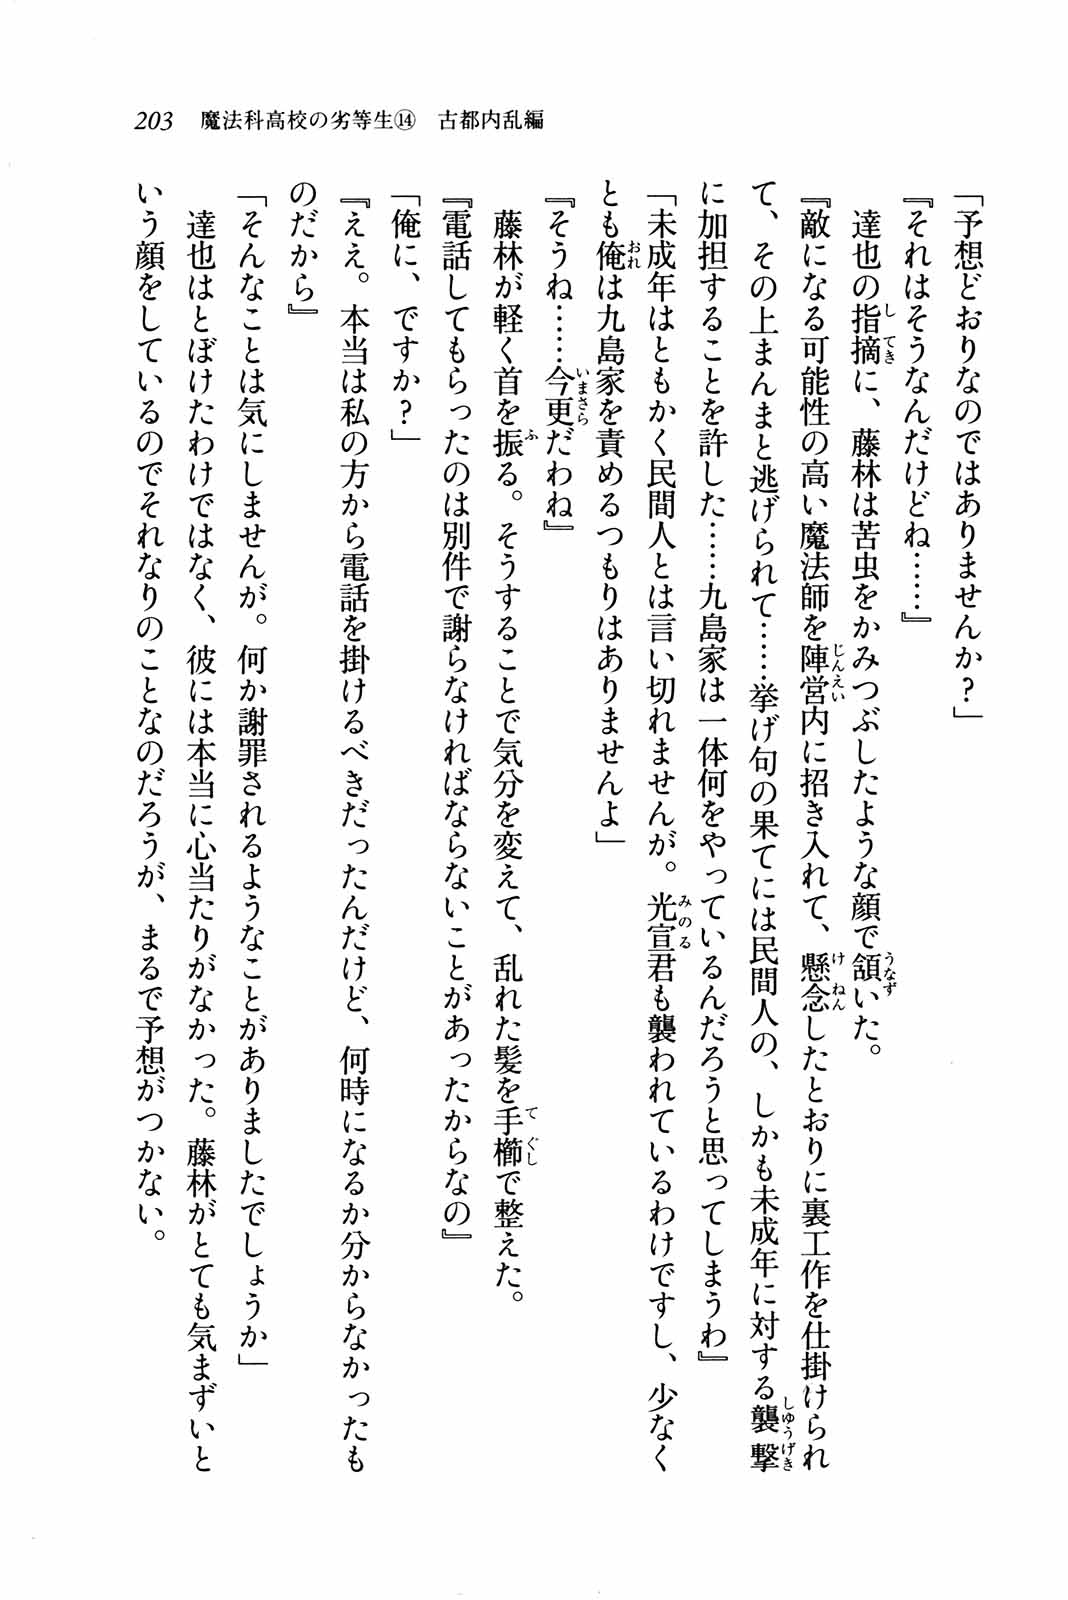 203　魔法科高校の劣等生⑭　古都内乱編
「予想どおりなのではありませんか？」
『それはそうなんだけどね……』
　達也の指摘に、藤林は苦虫をかみつぶしたような顔で頷いた。
『敵になる可能性の高い魔法師を陣営内に招き入れて、懸念したとおりに裏工作を仕掛けられ
て、その上まんまと逃げられて……挙げ句の果てには民間人の、しかも未成年に対する襲撃
に加担することを許した……九島家は一体何をやっているんだろうと思ってしまうわ』
「未成年はともかく民間人とは言い切れませんが。光宣君も襲われているわけですし、少なく
とも俺は九島家を責めるつもりはありませんよ」
『そうね……今更だわね』
　藤林が軽く首を振る。そうすることで気分を変えて、乱れた髪を手櫛で整えた。
『電話してもらったのは別件で謝らなければならないことがあったからなの』
「俺に、ですか？」
『ええ。本当は私の方から電話を掛けるべきだったんだけど、何時になるか分からなかったも
のだから』
「そんなことは気にしませんが。何か謝罪されるようなことがありましたでしょうか」
　達也はとぼけたわけではなく、彼には本当に心当たりがなかった。藤林がとても気まずいと
いう顔をしているのでそれなりのことなのだろうが、まるで予想がつかない。